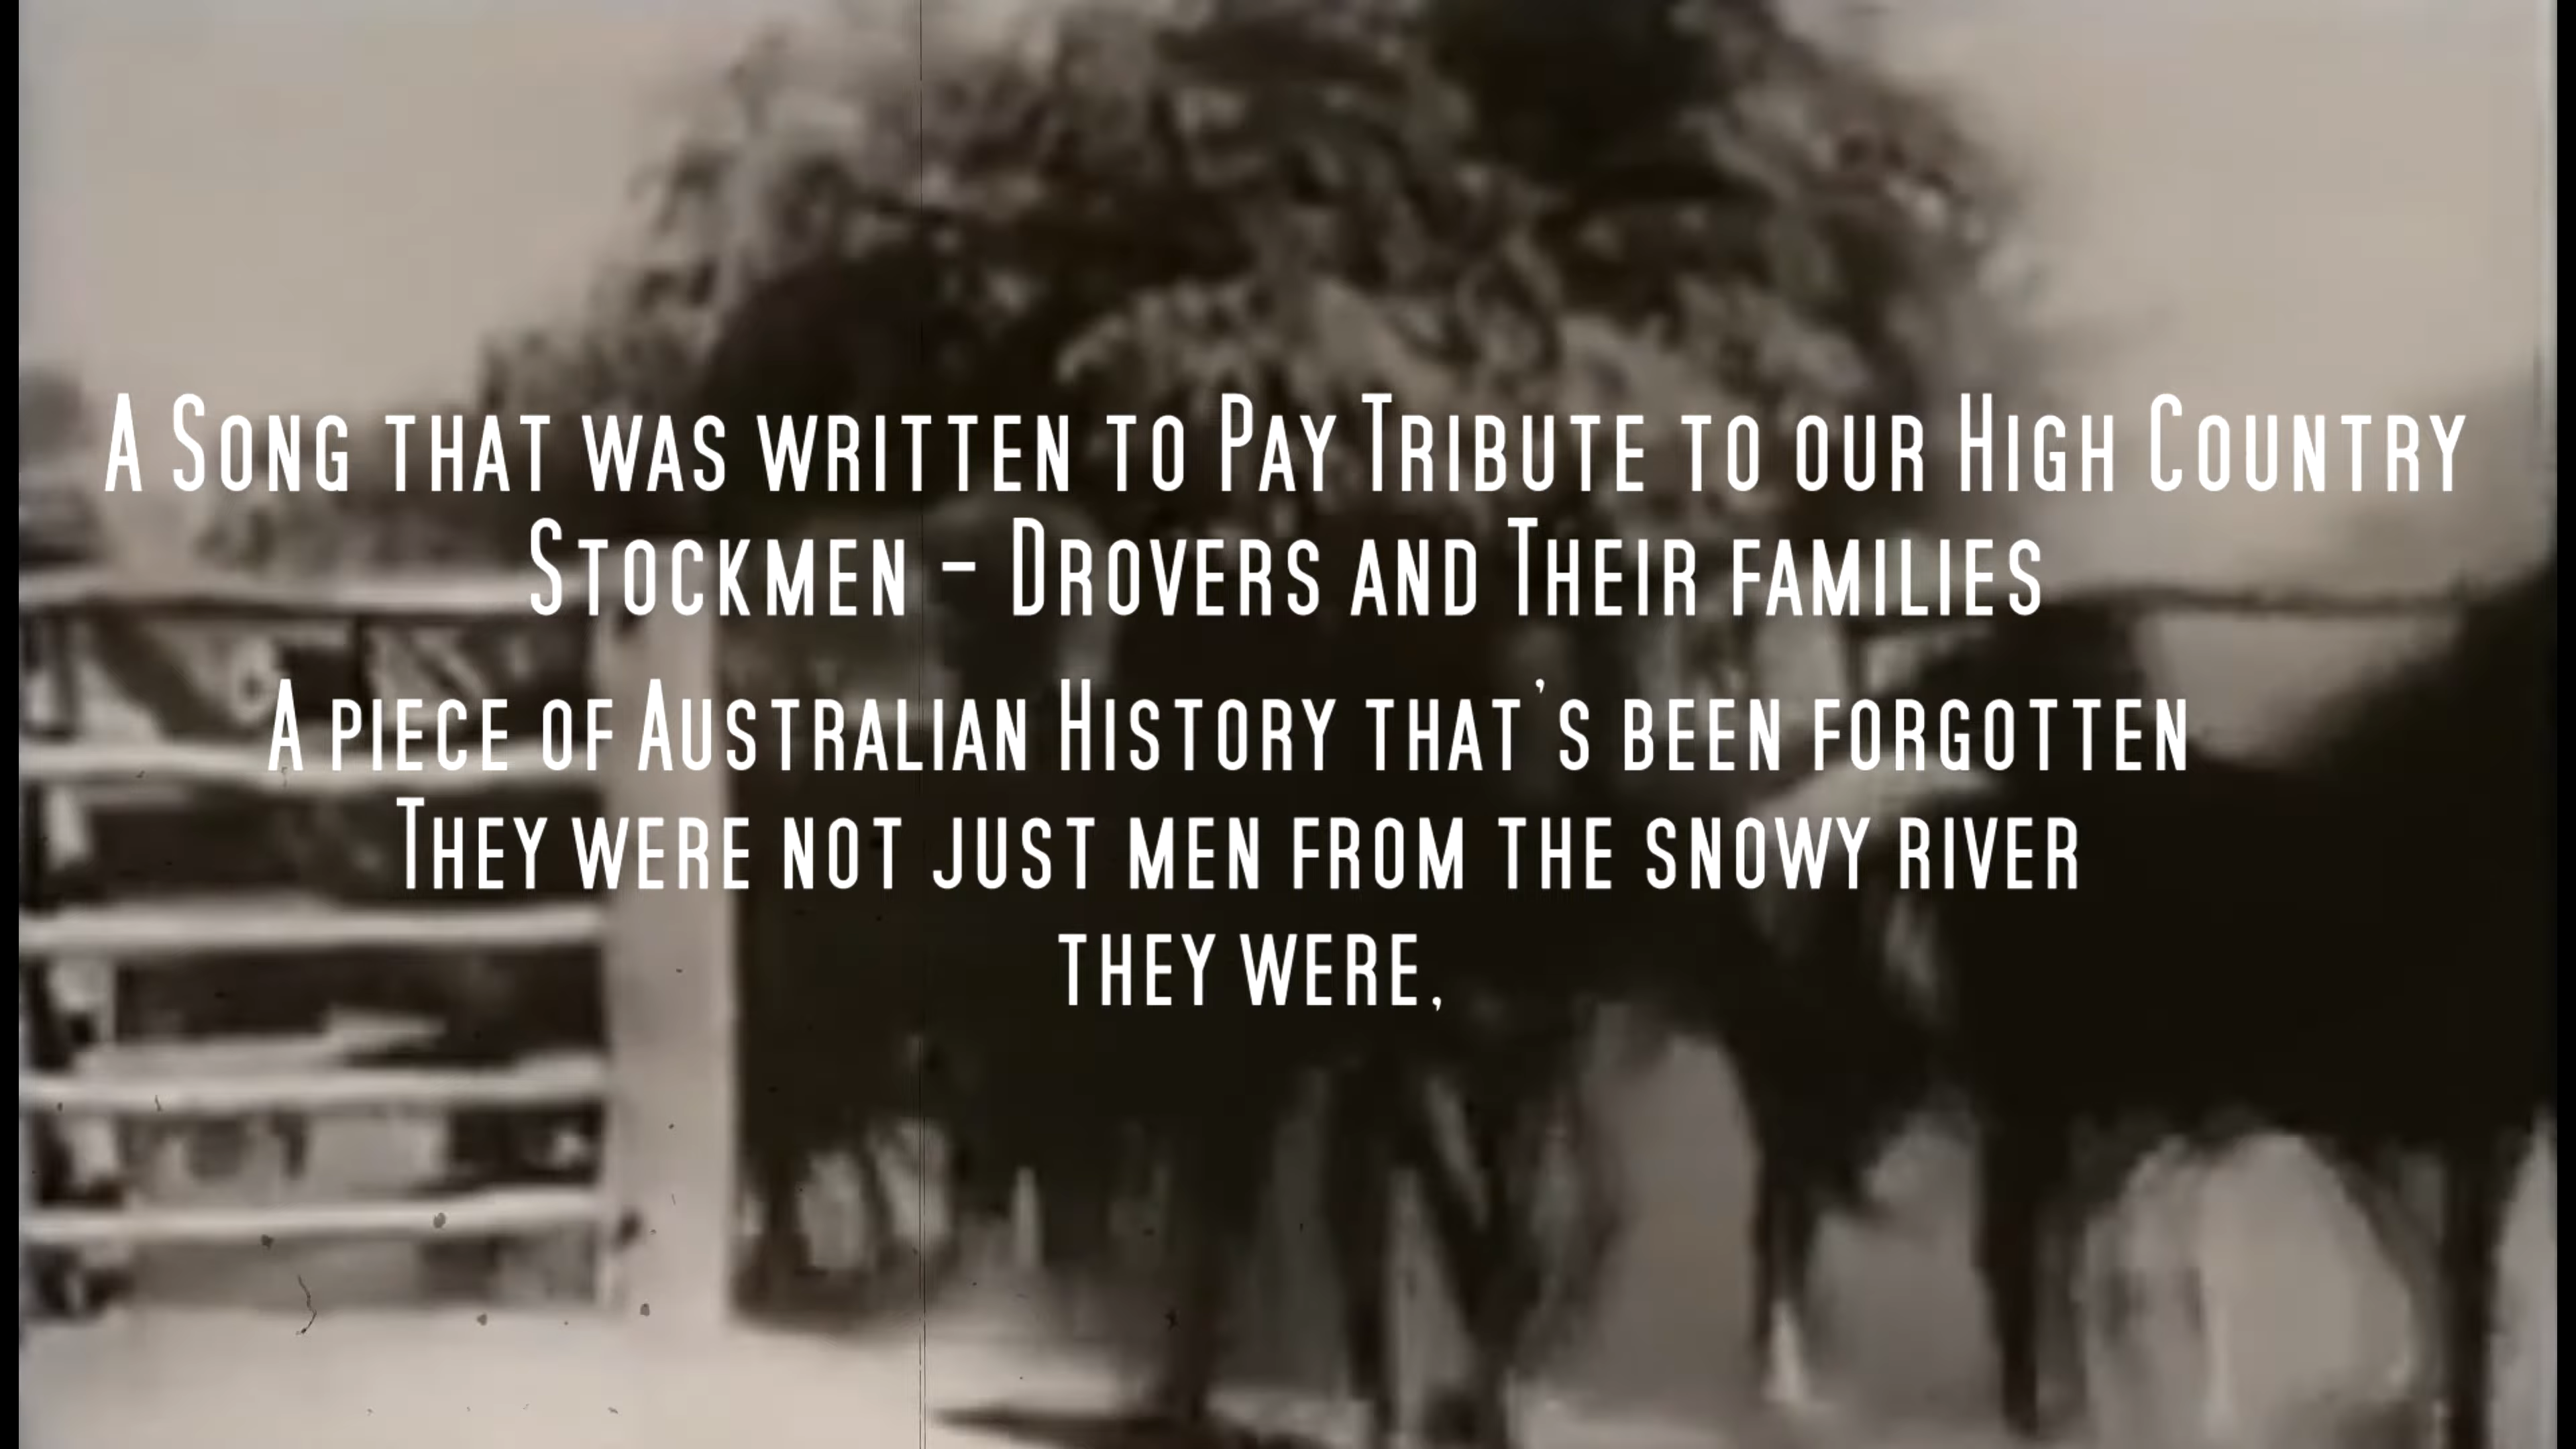 A Song that was written to Pay Tribute to our High Country
Stockmen - Drovers and Their families
A piece of Australian History that's been forgotten
They were not just men from the snowy river
they were,